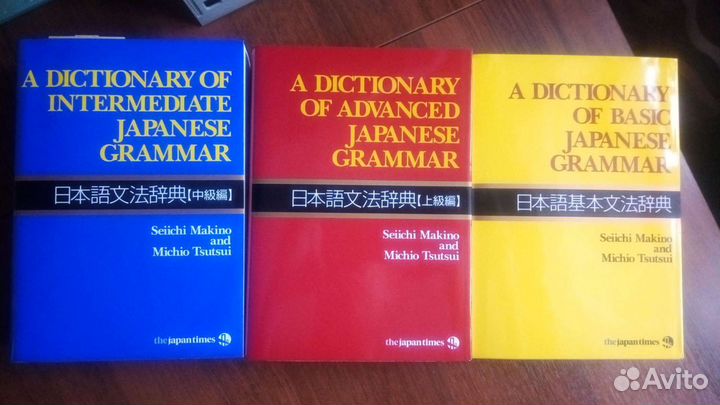 A DICTIONARY OF
INTERMEDIATE
JAPANESE
GRAMMAR
日本語文法辞典【中級編】
Seiichi Makino
and
Michio Tsutsui
the japan times
A DICTIONARY
OF ADVANCED
JAPANESE
GRAMMAR
日本語文法辞典【上級編】
Seiichi Makino
and
Michio Tsutsui
the japan times
A DICTIONARY
OF BASIC
JAPANESE
GRAMMAR
日本語基本文法辞典
Seiichi Makino
and
Michio Tsutsui
the japan times
Avito